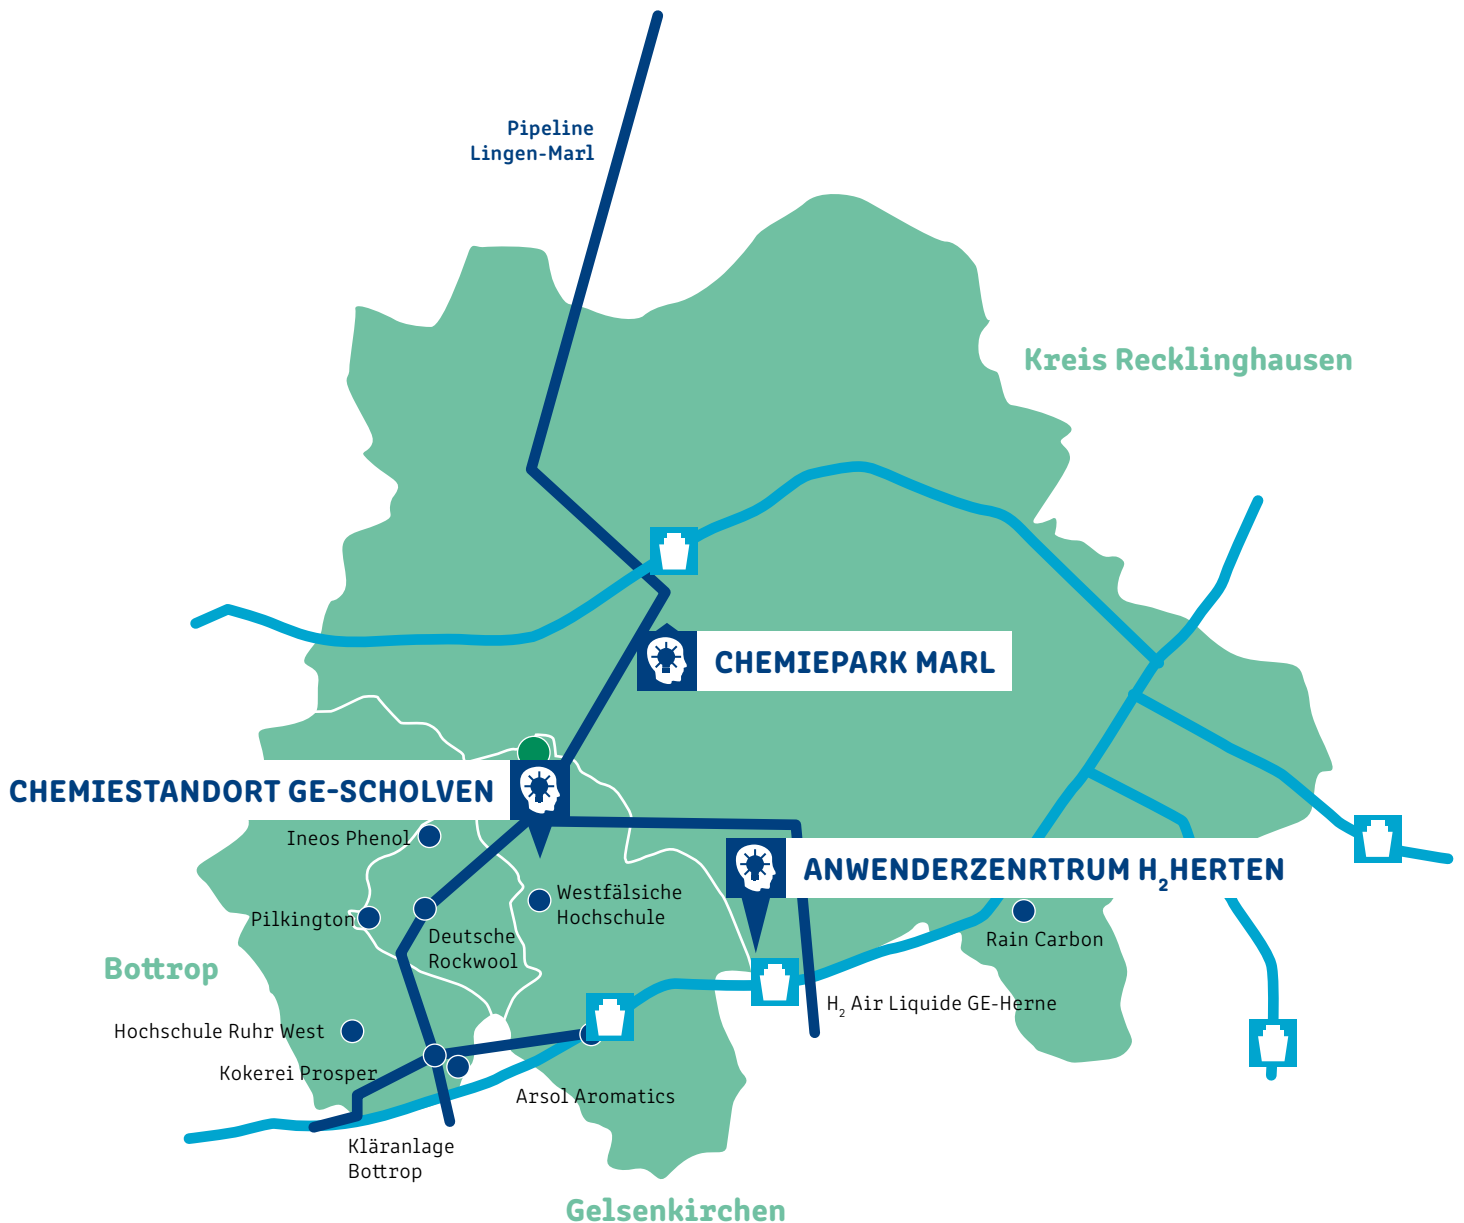 Pipeline
Lingen-Marl
Kreis Recklinghausen
CHEMIEPARK MARL
CHEMIESTANDORT GE-SCHOLVEN
Ineos Phenol
ANWENDERZENRTRUM H₂HERTEN
Westfälsiche
Hochschule
Pilkington
Deutsche
Rockwool
Rain Carbon
Bottrop
H₂ Air Liquide GE-Herne
Hochschule Ruhr West
Kokerei Prosper
Arsol Aromatics
Kläranlage
Bottrop
Gelsenkirchen